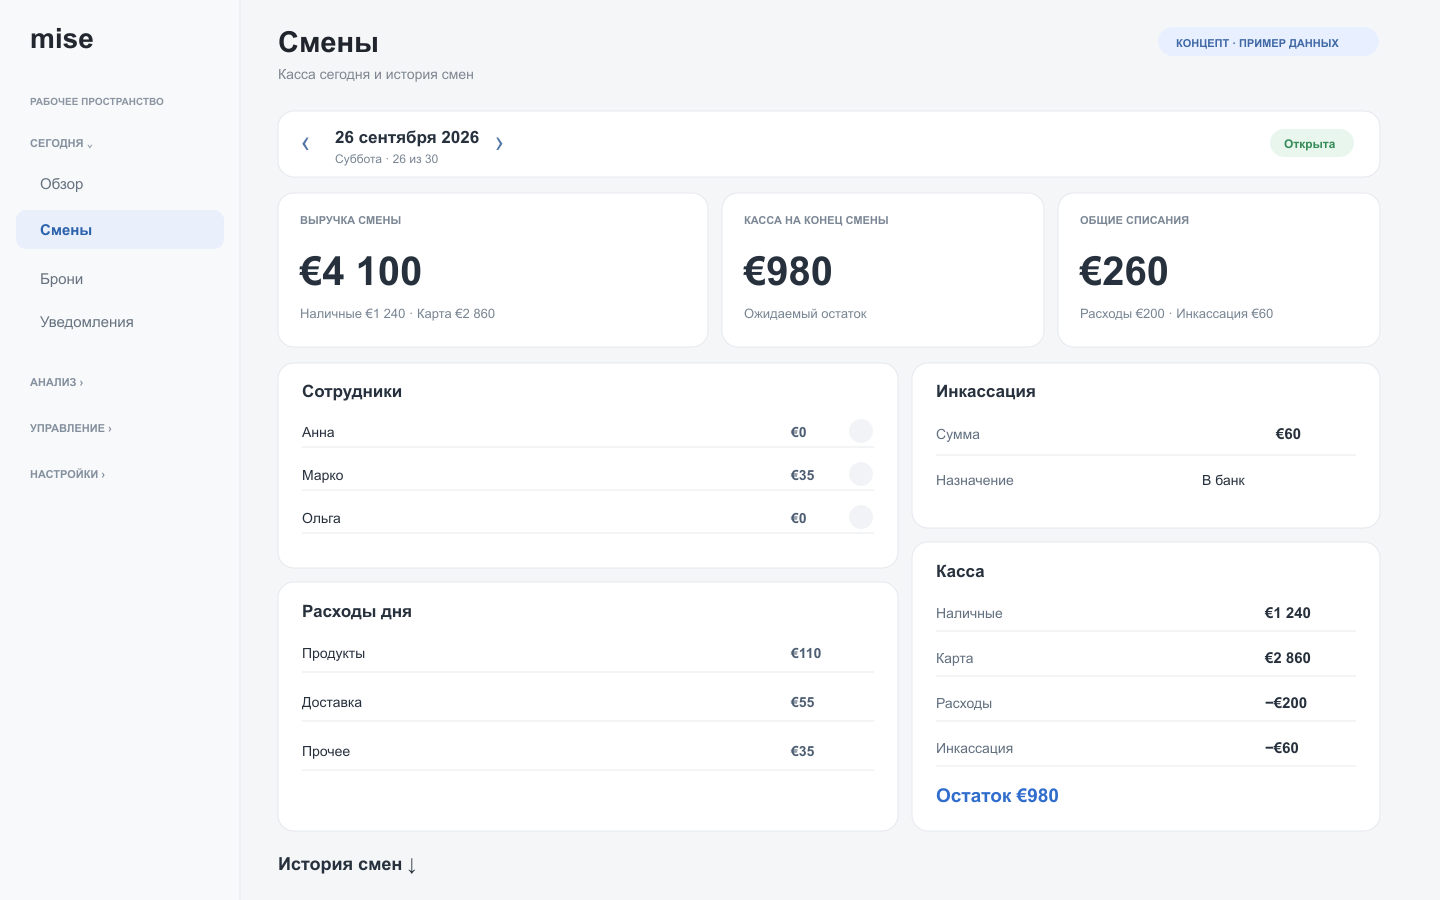 mise
РАБОЧЕЕ ПРОСТРАНСТВО
СЕГОДНЯ ⌄
Обзор
Смены
Брони
Уведомления
АНАЛИЗ ›
УПРАВЛЕНИЕ ›
НАСТРОЙКИ ›
Смены
Касса сегодня и история смен
КОНЦЕПТ · ПРИМЕР ДАННЫХ
‹ 26 сентября 2026 ›
Суббота · 26 из 30
Открыта
ВЫРУЧКА СМЕНЫ
€4 100
Наличные €1 240 · Карта €2 860
КАССА НА КОНЕЦ СМЕНЫ
€980
Ожидаемый остаток
ОБЩИЕ СПИСАНИЯ
€260
Расходы €200 · Инкассация €60
Сотрудники
Анна €0
Марко €35
Ольга €0
Расходы дня
Продукты €110
Доставка €55
Прочее €35
Инкассация
Сумма €60
Назначение В банк
Касса
Наличные €1 240
Карта €2 860
Расходы −€200
Инкассация −€60
Остаток €980
История смен ↓